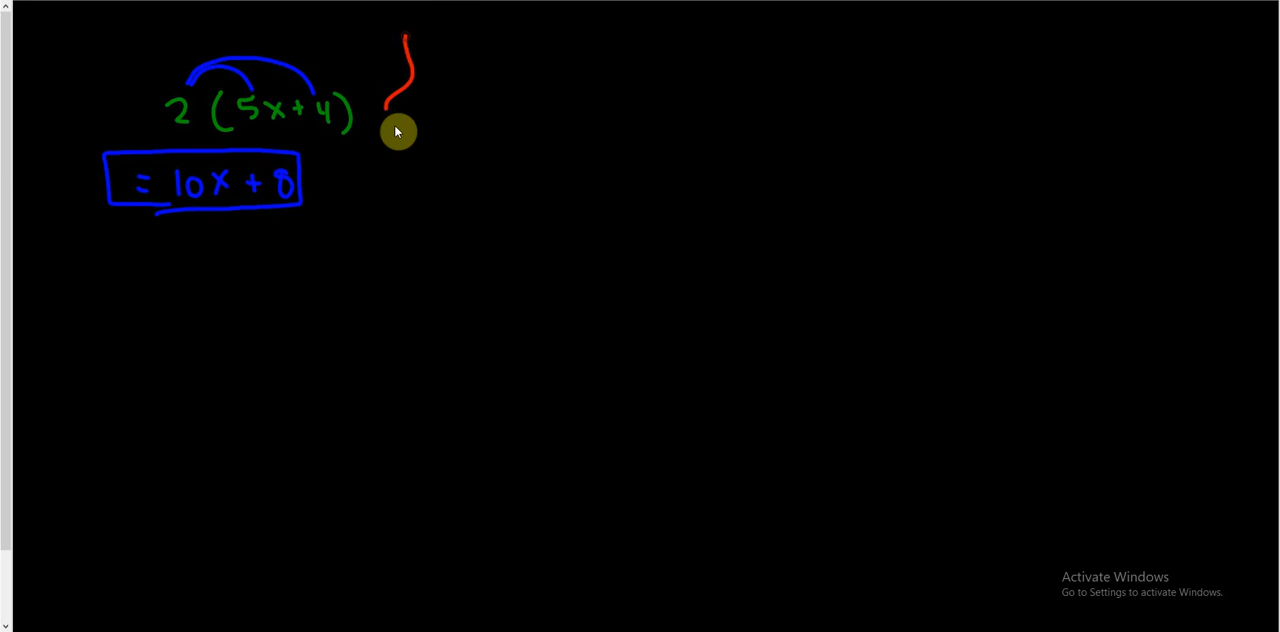 2 (5x+4)
= 10x + 8
Activate Windows
Go to Settings to activate Windows.